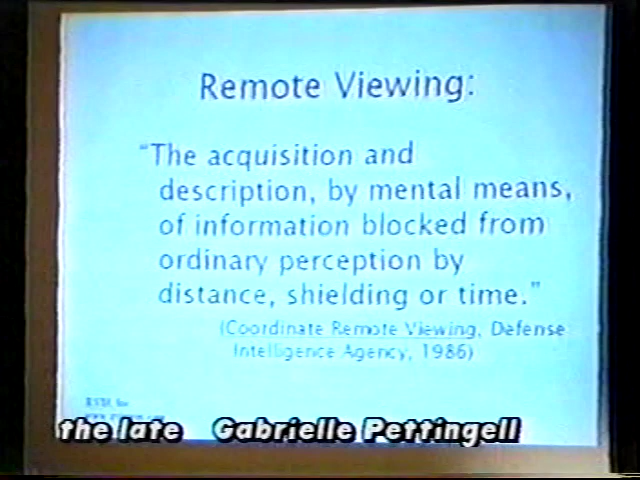 Remote Viewing:
“The acquisition and
description, by mental means,
of information blocked from
ordinary perception by
distance, shielding or time.”
(Coordinate Remote Viewing, Defense
Intelligence Agency, 1986)
the late Gabrielle Pettingell